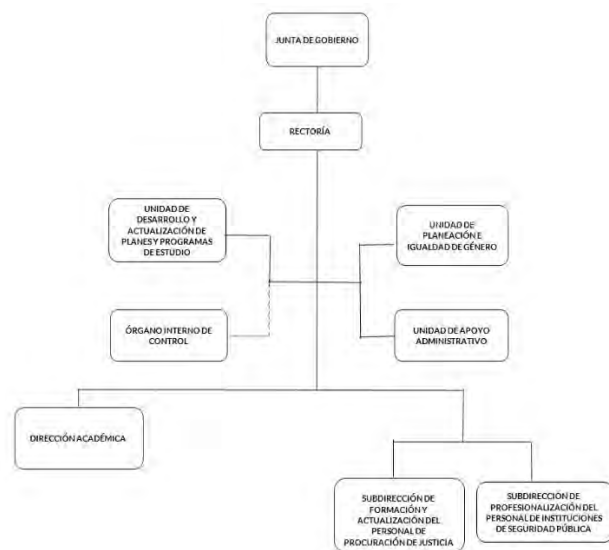 JUNTA DE GOBIERNO
RECTORÍA
UNIDAD DE
DESARROLLO Y
ACTUALIZACIÓN DE
PLANES Y PROGRAMAS
DE ESTUDIO
UNIDAD DE
PLANEACIÓN E
IGUALDAD DE GÉNERO
ÓRGANO INTERNO DE
CONTROL
UNIDAD DE APOYO
ADMINISTRATIVO
DIRECCIÓN ACADÉMICA
SUBDIRECCIÓN DE
FORMACIÓN Y
ACTUALIZACIÓN DEL
PERSONAL DE
PROCURACIÓN DE JUSTICIA
SUBDIRECCIÓN DE
PROFESIONALIZACIÓN DEL
PERSONAL DE INSTITUCIONES
DE SEGURIDAD PÚBLICA